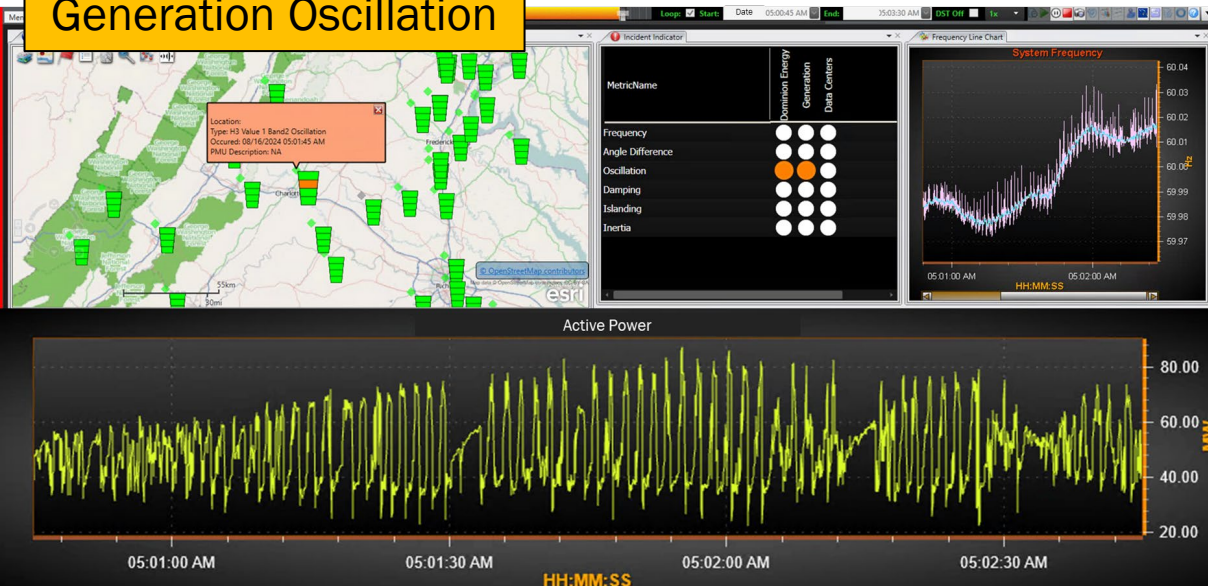 Generation Oscillation
Loop:
Start:
Date
05:00:45 AM
End:
05:03:30 AM
DST Off
1x
Location:
Type: H3 Value 1 Band2 Oscillation
Occured: 08/16/2024 05:01:45 AM
PMU Description: NA
Frederick
Charlott
55km
30mi
© OpenStreetMap contributors
esri
Incident Indicator
MetricName
Dominion Energy
Generation
Data Centers
Frequency
Angle Difference
Oscillation
Damping
Islanding
Inertia
Frequency Line Chart
System Frequency
60.04
60.03
60.02
60.01
60.00
59.99
59.98
59.97
Hz
05:01:00 AM
05:02:00 AM
HH:MM:SS
Active Power
80.00
60.00
40.00
20.00
MW
05:01:00 AM
05:01:30 AM
05:02:00 AM
05:02:30 AM
HH:MM:SS